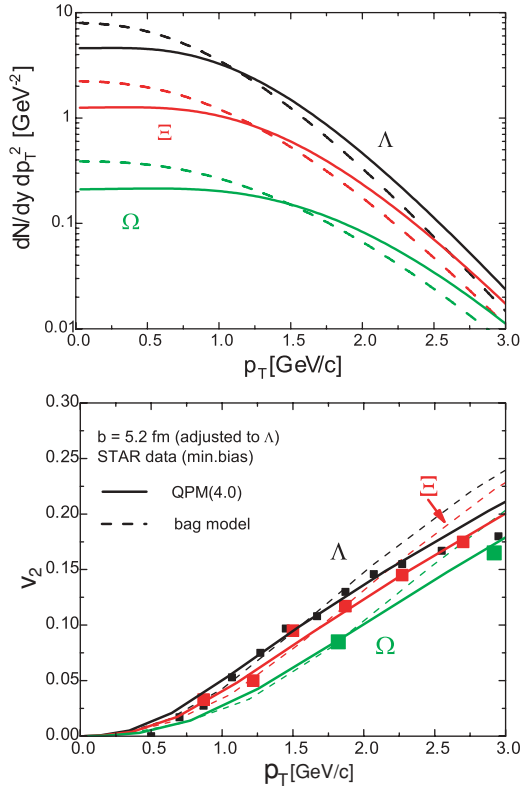 dN/dy dp_T^2 [GeV^-2]
10
1
0.1
0.01
Λ
Ξ
Ω
0.0 0.5 1.0 1.5 2.0 2.5 3.0
p_T [GeV/c]
v_2
0.30
0.25
0.20
0.15
0.10
0.05
0.00
b = 5.2 fm (adjusted to Λ)
STAR data (min.bias)
QPM(4.0)
bag model
Ξ
Λ
Ω
0.0 0.5 1.0 1.5 2.0 2.5 3.0
p_T [GeV/c]